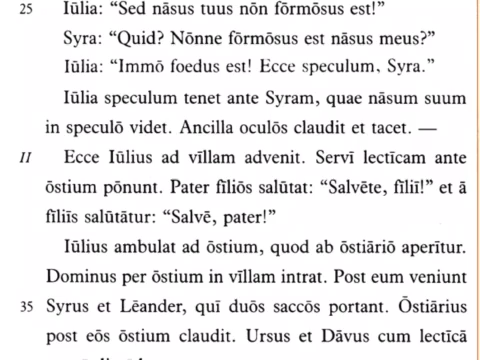 25 Iūlia: “Sed nāsus tuus nōn fōrmōsus est!”
Syra: “Quid? Nōnne fōrmōsus est nāsus meus?”
Iūlia: “Immō foedus est! Ecce speculum, Syra.”
Iūlia speculum tenet ante Syram, quae nāsum suum
in speculō videt. Ancilla oculōs claudit et tacet. —
II Ecce Iūlius ad vīllam advenit. Servī lectīcam ante
ōstium pōnunt. Pater fīliōs salūtat: “Salvēte, fīliī!” et ā
fīliīs salūtātur: “Salvē, pater!”
Iūlius ambulat ad ōstium, quod ab ōstiāriō aperītur.
Dominus per ōstium in vīllam intrat. Post eum veniunt
35 Syrus et Lēander, quī duōs saccōs portant. Ōstiārius
post eōs ōstium claudit. Ursus et Dāvus cum lectīcā